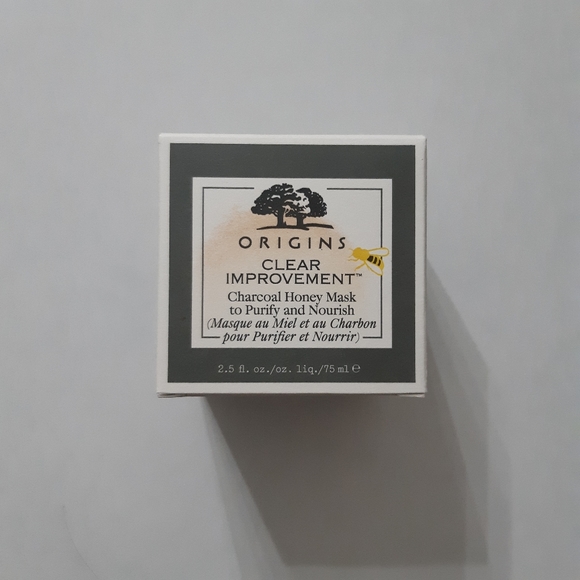 ORIGINS
CLEAR
IMPROVEMENT™
Charcoal Honey Mask
to Purify and Nourish
(Masque au Miel et au Charbon
pour Purifier et Nourrir)
2.5 fl. oz./oz. liq./75 ml ℮